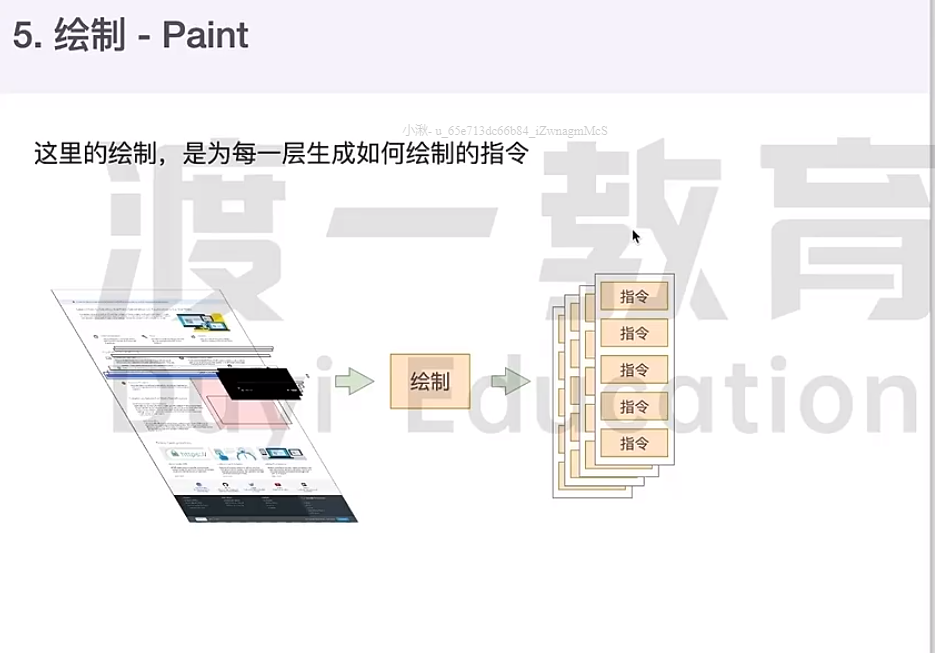 5. 绘制 - Paint
小湫- u_65e713dc66b84_iZwnagmMcS
这里的绘制，是为每一层生成如何绘制的指令
渡一教育
Duyi Education
https://
绘制
指令
指令
指令
指令
指令